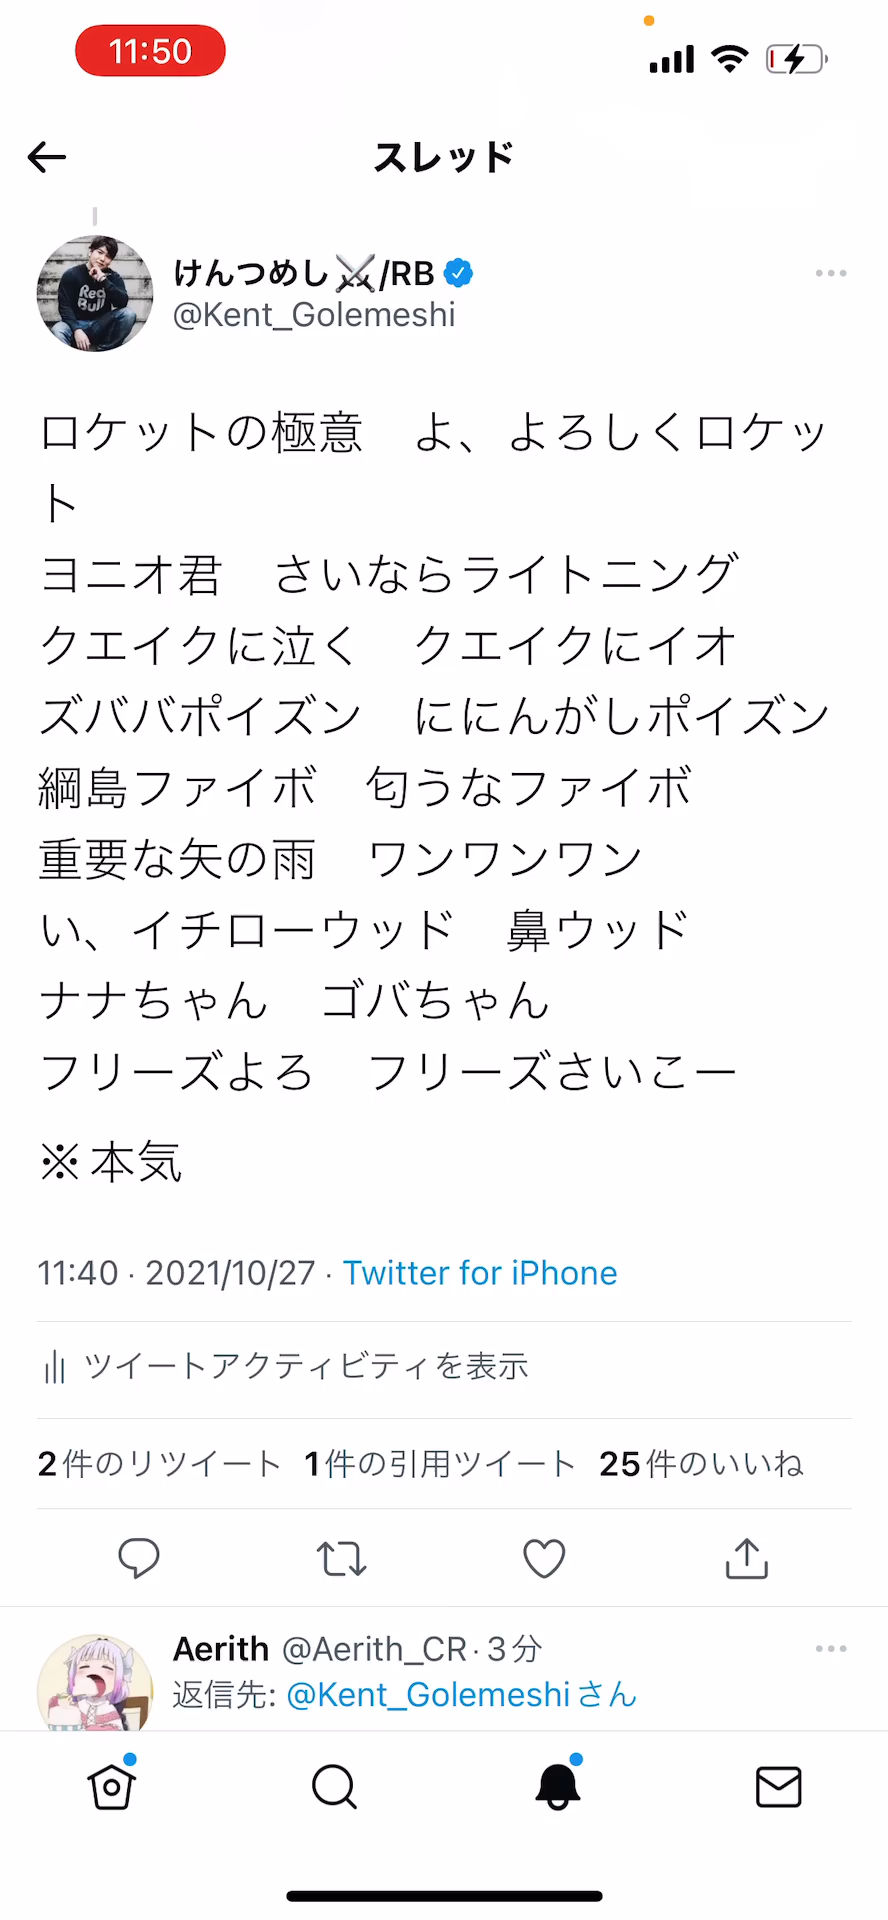 11:50
スレッド
けんつめし⚔/RB
@Kent_Golemeshi
Red
Bull
ロケットの極意　よ、よろしくロケッ
ト
ヨニオ君　さいならライトニング
クエイクに泣く　クエイクにイオ
ズババポイズン　ににんがしポイズン
綱島ファイボ　匂うなファイボ
重要な矢の雨　ワンワンワン
い、イチローウッド　鼻ウッド
ナナちゃん　ゴバちゃん
フリーズよろ　フリーズさいこー
※本気
11:40 · 2021/10/27 · Twitter for iPhone
ツイートアクティビティを表示
2件のリツイート 1件の引用ツイート 25件のいいね
Aerith @Aerith_CR · 3分
返信先: @Kent_Golemeshiさん